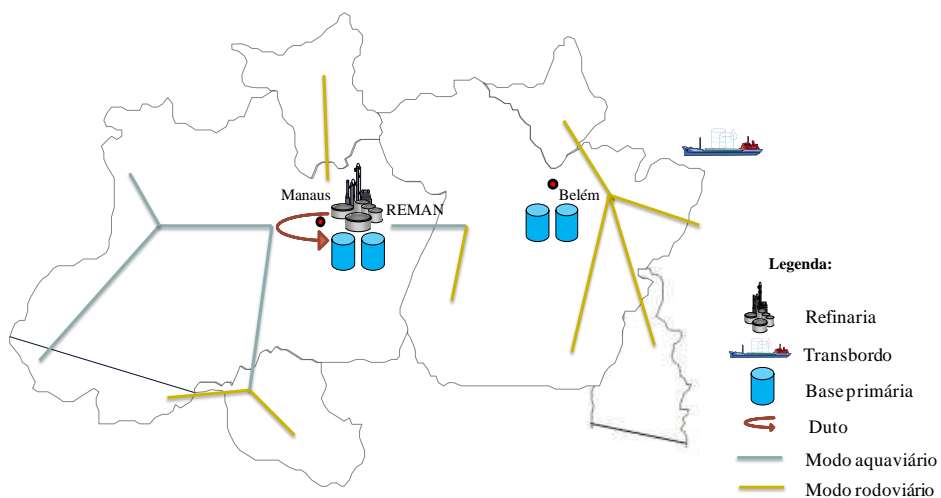 Manaus
REMAN
Belém
Legenda:
Refinaria
Transbordo
Base primária
Duto
Modo aquaviário
Modo rodoviário